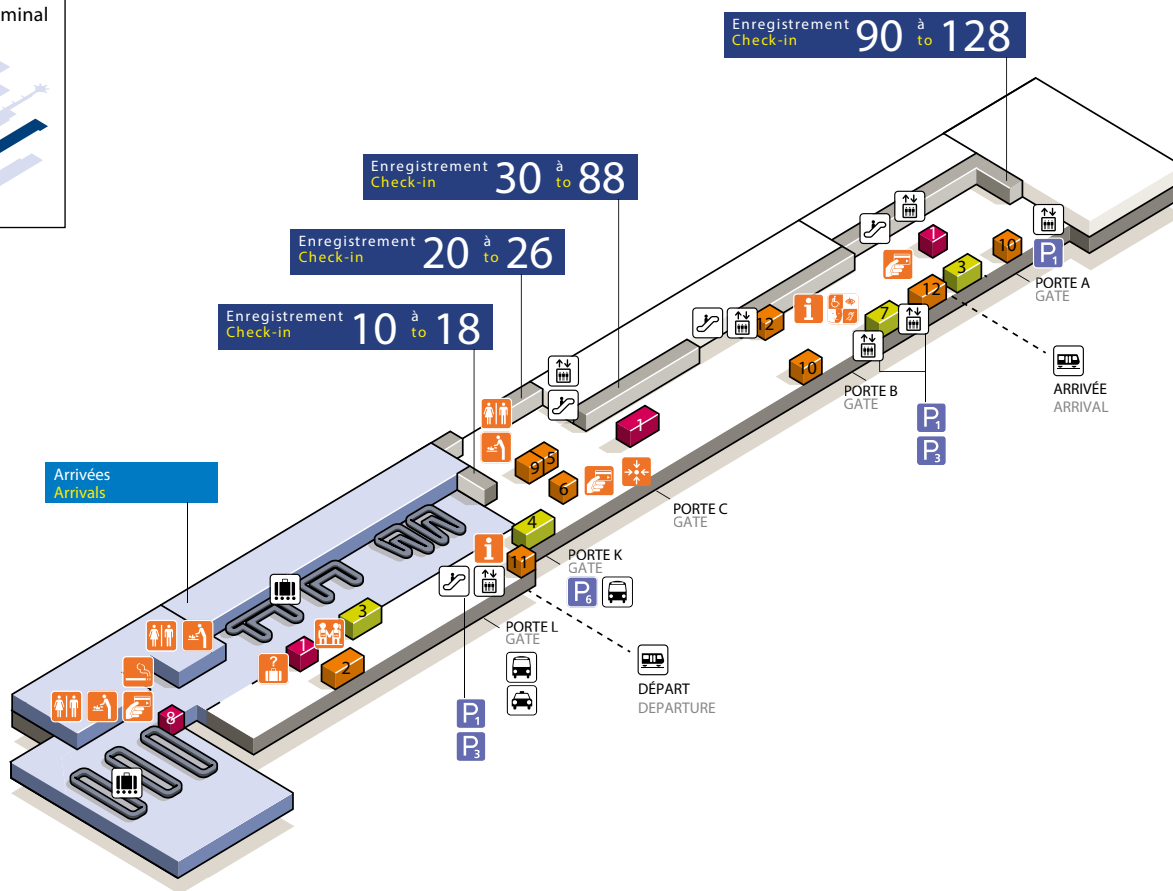 minal
Enregistrement à
Check-in 90 to 128
Enregistrement à
Check-in 30 to 88
Enregistrement à
Check-in 20 to 26
Enregistrement à
Check-in 10 to 18
Arrivées
Arrivals
1
10
P1
3
12
PORTE A
GATE
7
12
i
10
PORTE B
GATE
ARRIVÉE
ARRIVAL
P1
P3
1
9
5
6
PORTE C
GATE
4
i
11
PORTE K
GATE
P6
3
PORTE L
GATE
1
?
2
DÉPART
DEPARTURE
P1
P3
8